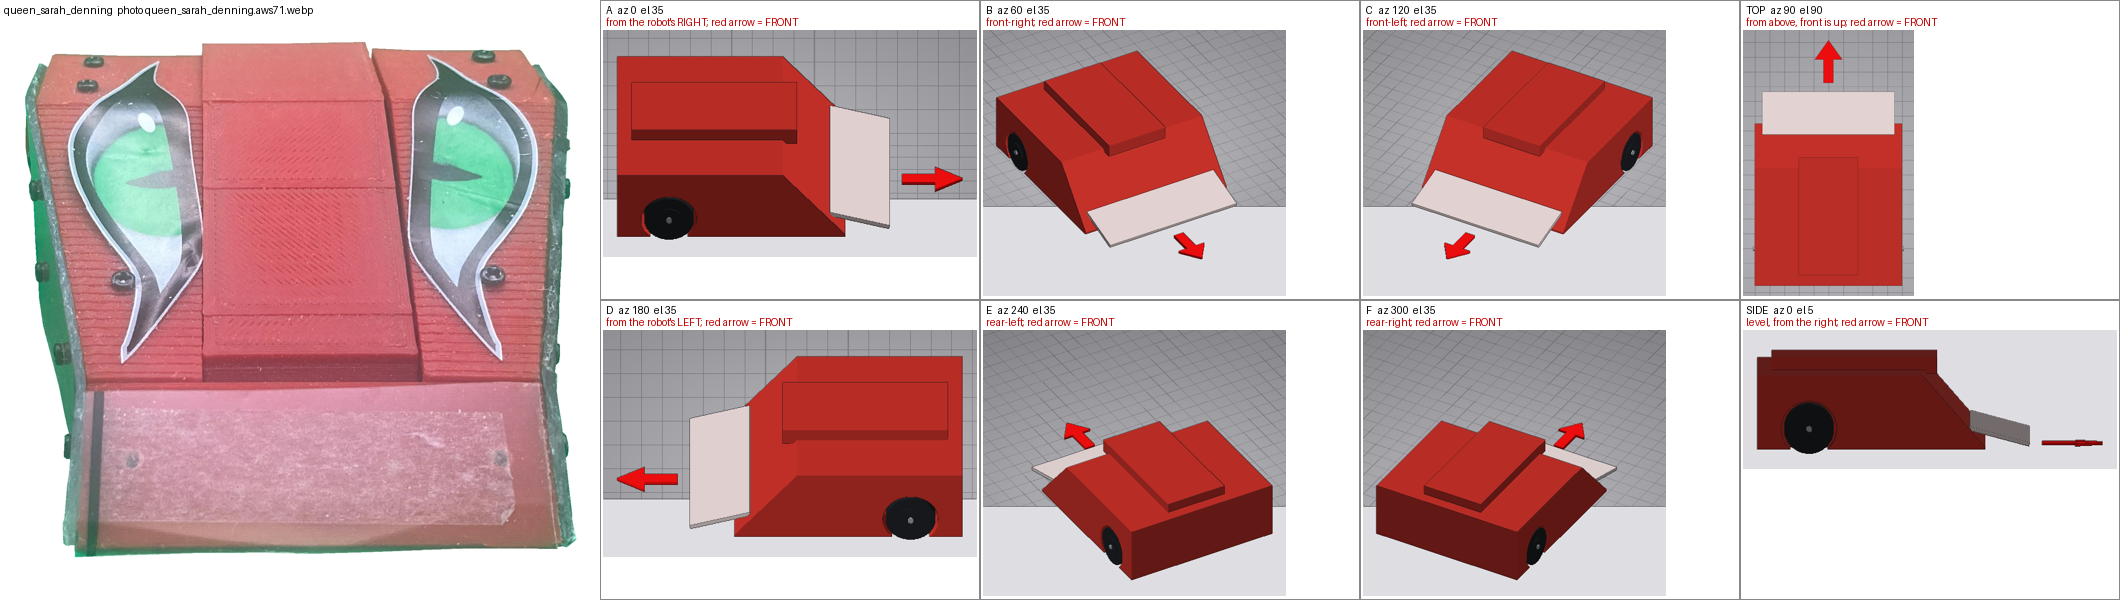 queen_sarah_denning photo queen_sarah_denning.aws71.webp
A az 0 el 35
from the robot's RIGHT; red arrow = FRONT
B az 60 el 35
front-right; red arrow = FRONT
C az 120 el 35
front-left; red arrow = FRONT
TOP az 90 el 90
from above, front is up; red arrow = FRONT
D az 180 el 35
from the robot's LEFT; red arrow = FRONT
E az 240 el 35
rear-left; red arrow = FRONT
F az 300 el 35
rear-right; red arrow = FRONT
SIDE az 0 el 5
level, from the right; red arrow = FRONT